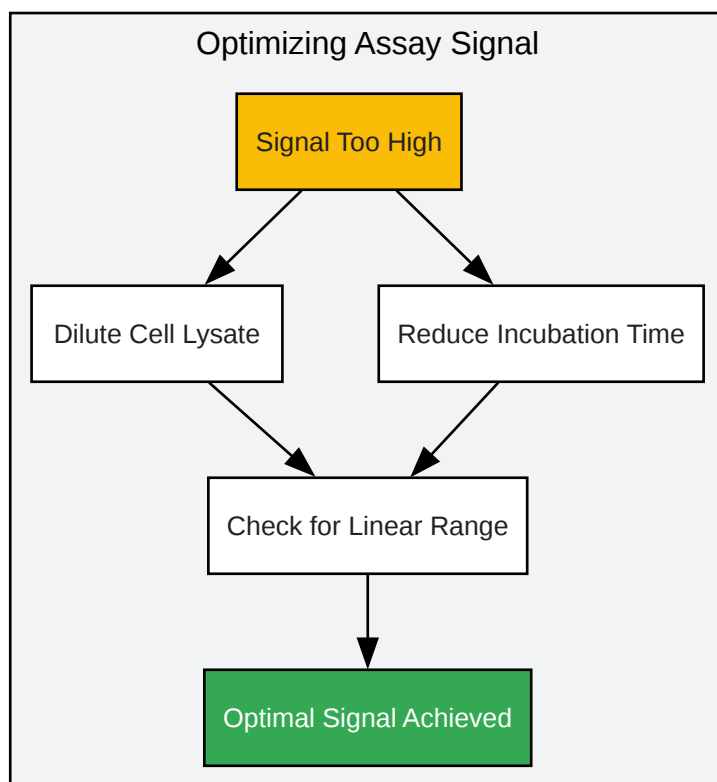 Optimizing Assay Signal
Signal Too High
Dilute Cell Lysate
Reduce Incubation Time
Check for Linear Range
Optimal Signal Achieved